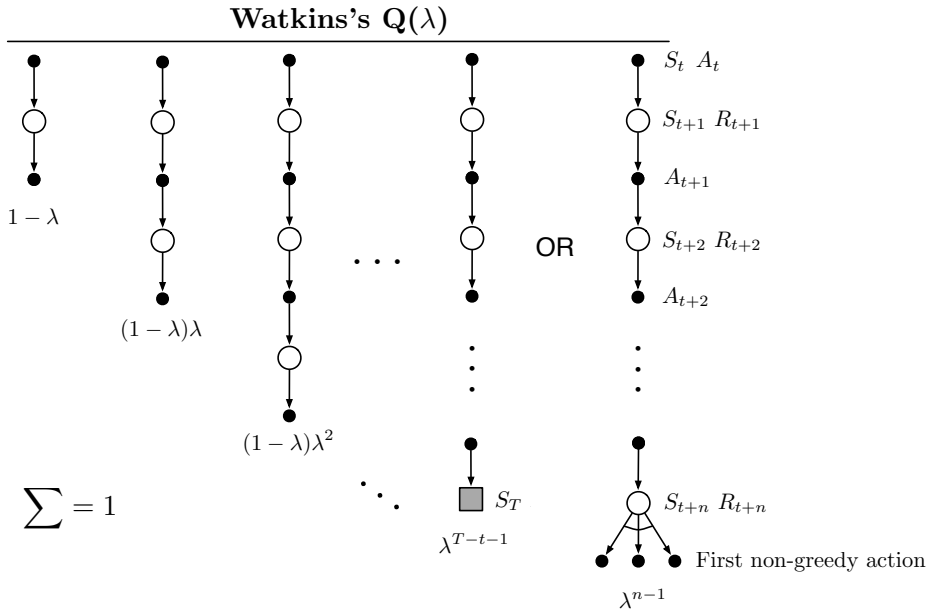 Watkins's Q(λ)
S_t A_t
S_{t+1} R_{t+1}
A_{t+1}
1 − λ
S_{t+2} R_{t+2}
OR
. . .
A_{t+2}
(1 − λ)λ
(1 − λ)λ^2
∑ = 1
S_T
S_{t+n} R_{t+n}
λ^{T−t−1}
First non-greedy action
λ^{n−1}